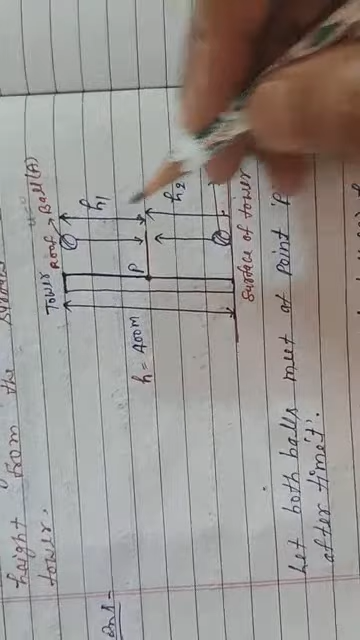 height from the
tower.
Ans-
Tower
Roof → Ball(A)
h1
h2
P
h = 400m
Surface of tower
Let both balls meet at point 'P'
after time 't'.